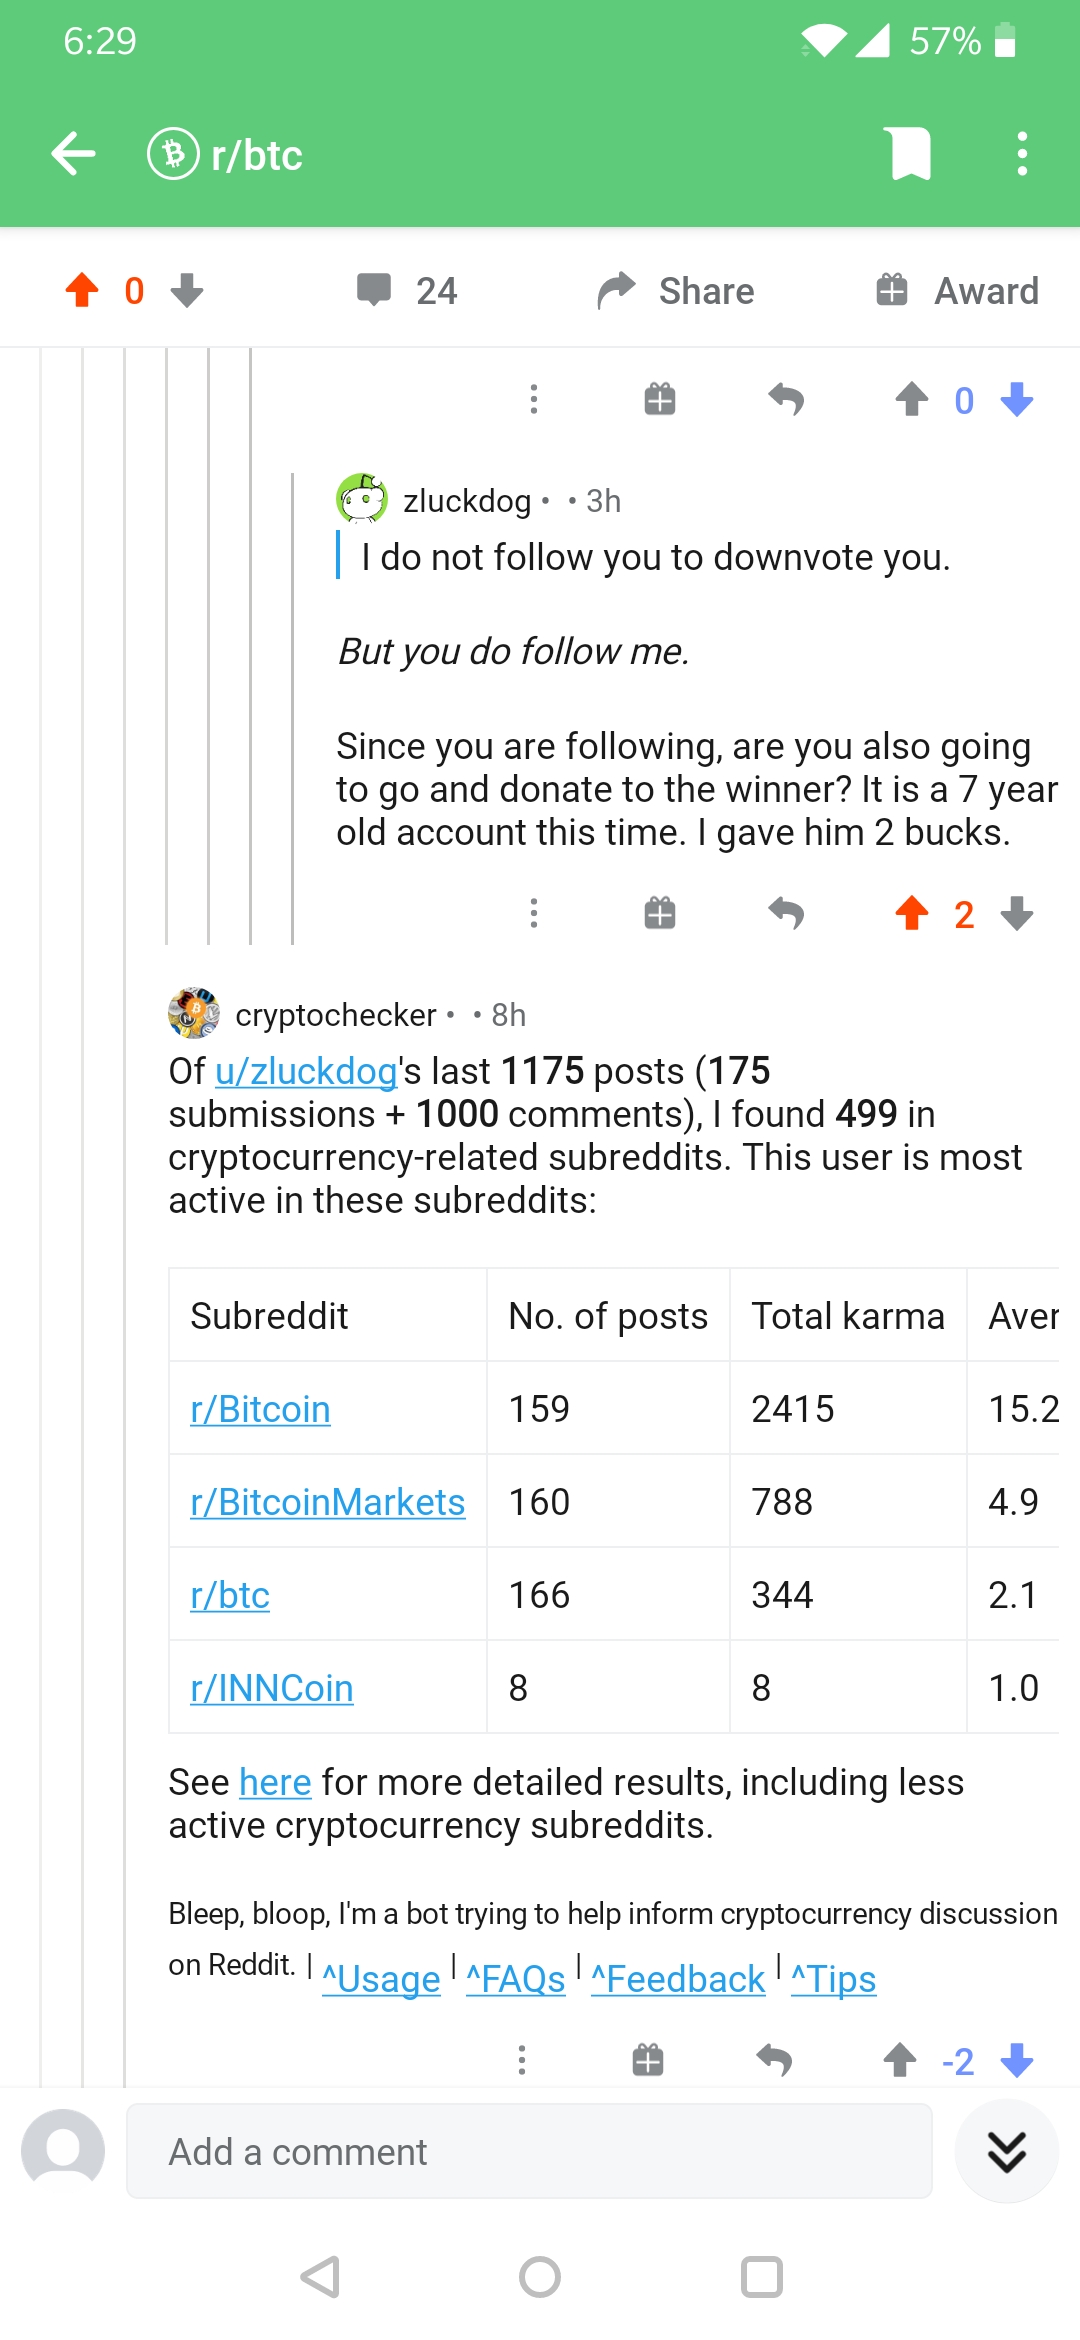 6:29
57%
r/btc
0
24
Share
Award
0
zluckdog • • 3h
I do not follow you to downvote you.
But you do follow me.
Since you are following, are you also going
to go and donate to the winner? It is a 7 year
old account this time. I gave him 2 bucks.
2
cryptochecker • • 8h
Of u/zluckdog's last 1175 posts (175
submissions + 1000 comments), I found 499 in
cryptocurrency-related subreddits. This user is most
active in these subreddits:
Subreddit No. of posts Total karma Aver
r/Bitcoin 159 2415 15.2
r/BitcoinMarkets 160 788 4.9
r/btc 166 344 2.1
r/INNCoin 8 8 1.0
See here for more detailed results, including less
active cryptocurrency subreddits.
Bleep, bloop, I'm a bot trying to help inform cryptocurrency discussion
on Reddit. | ^Usage | ^FAQs | ^Feedback | ^Tips
-2
Add a comment